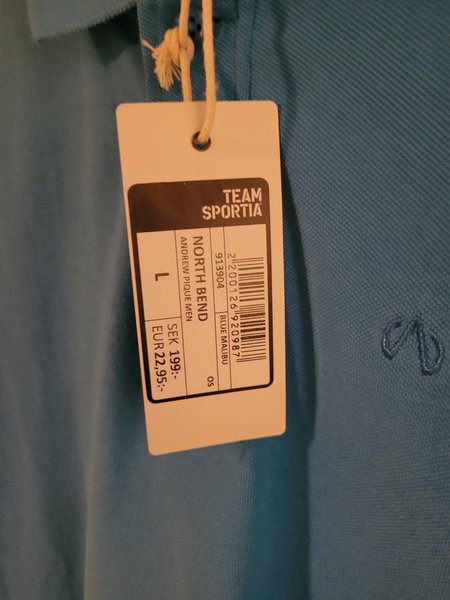 TEAM
SPORTIA
NORTH BEND
ANDREW PIQUE MEN
913904
BLUE MALIBU
OS
2200126920987
L
SEK 199:-
EUR 22,95:-